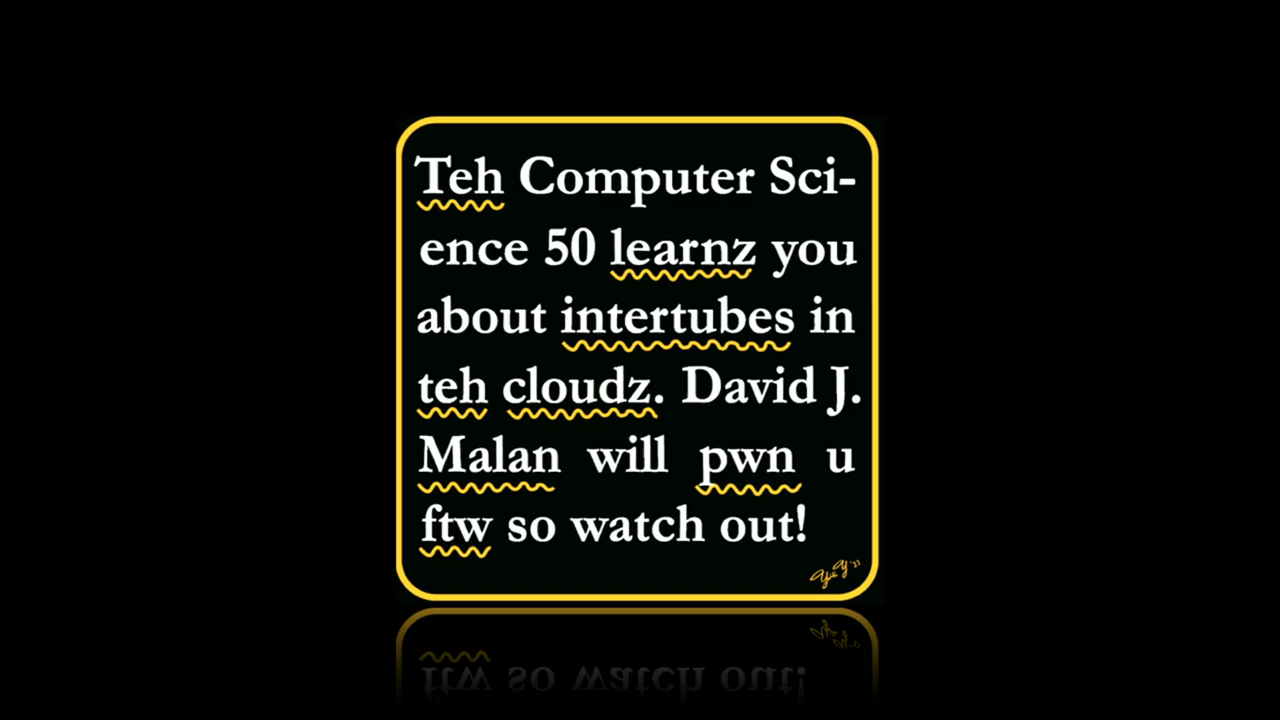 Teh Computer Sci-
ence 50 learnz you
about intertubes in
teh cloudz. David J.
Malan will pwn u
ftw so watch out!